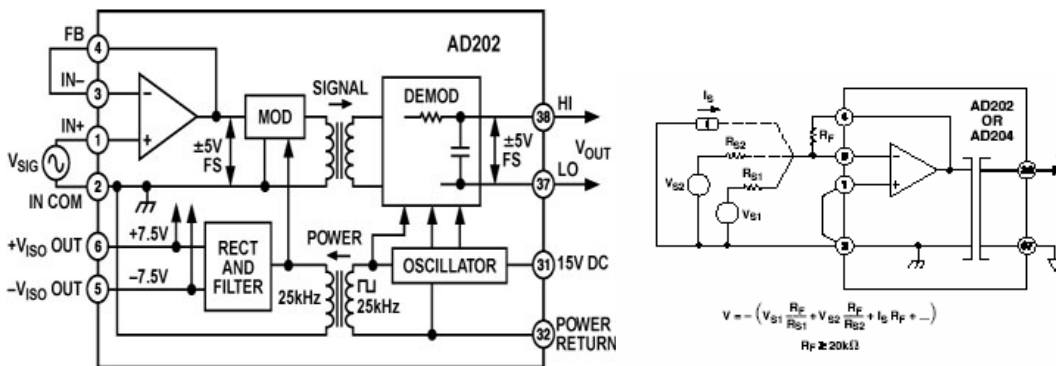 FB
4
AD202
IN–
3
SIGNAL
DEMOD
MOD
IN+
1
38
HI
±5V
FS
±5V
FS
VSIG
VOUT
LO
2
37
IN COM
+7.5V
POWER
6
+VISO OUT
RECT
AND
FILTER
OSCILLATOR
31
15V DC
–7.5V
5
–VISO OUT
25kHz
25kHz
32
POWER
RETURN
AD202
OR
AD204
IS
4
RF
RS2
RS1
VS2
VS1
V = – (VS1 RF/RS1 + VS2 RF/RS2 + IS RF + ...)
RF ≥ 20kΩ